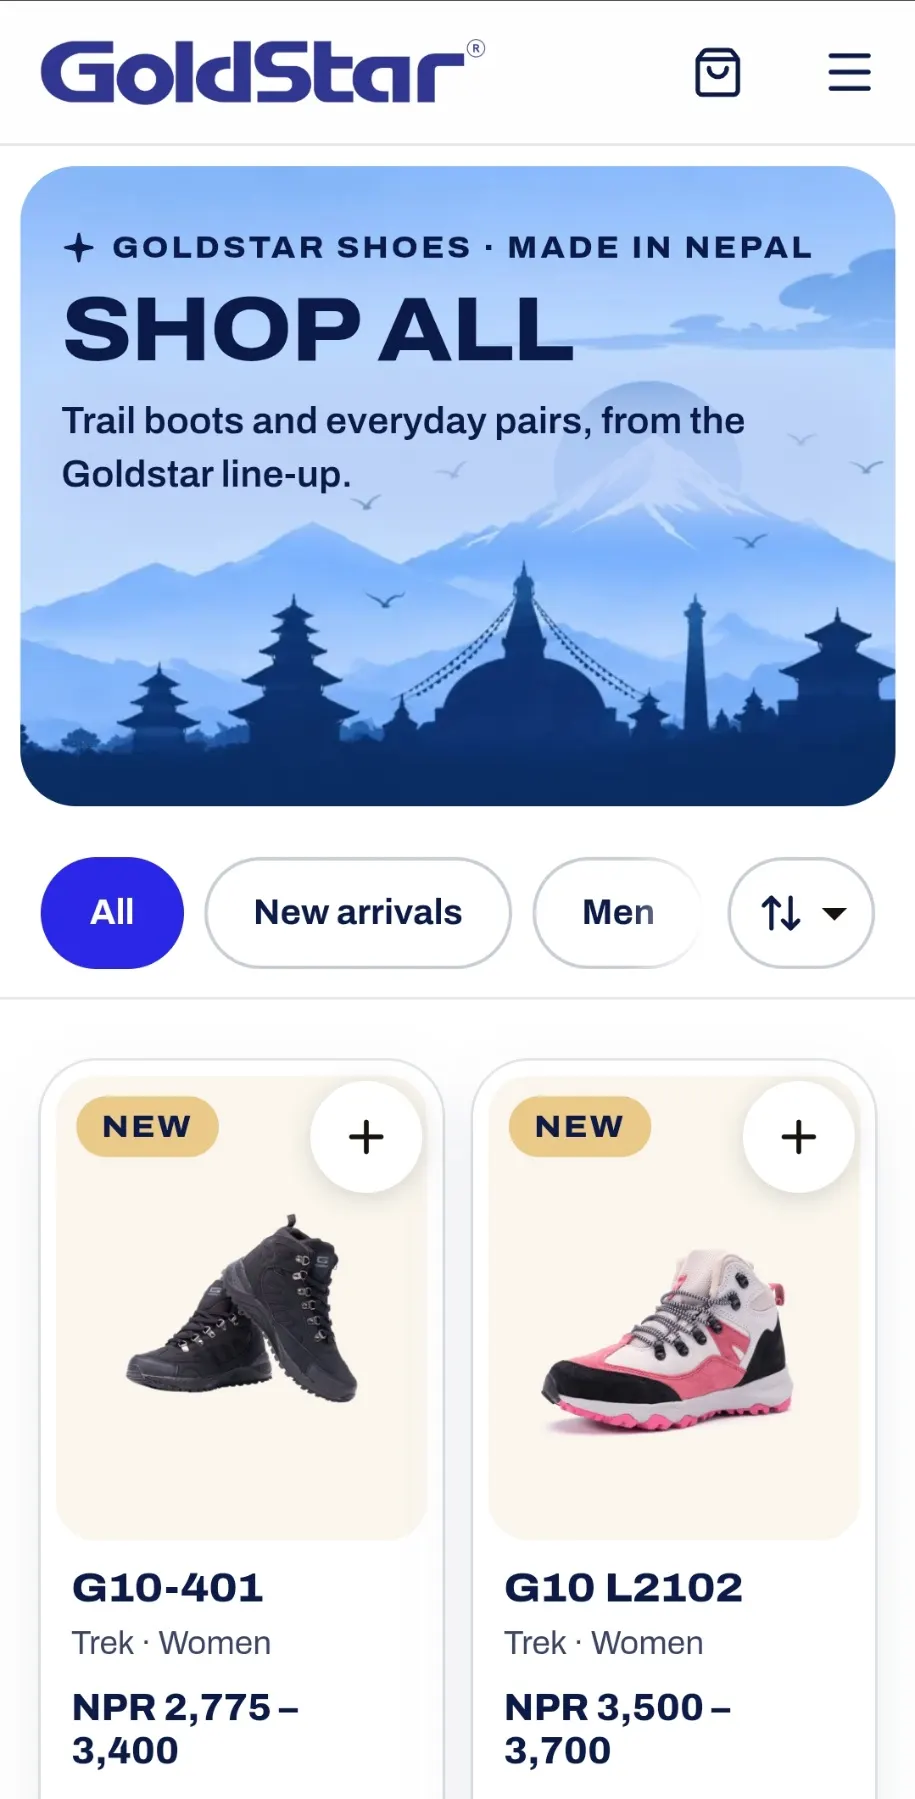 GoldStar®
GOLDSTAR SHOES · MADE IN NEPAL
SHOP ALL
Trail boots and everyday pairs, from the
Goldstar line-up.
All
New arrivals
Men
NEW
NEW
G10-401
Trek · Women
NPR 2,775 –
3,400
G10 L2102
Trek · Women
NPR 3,500 –
3,700